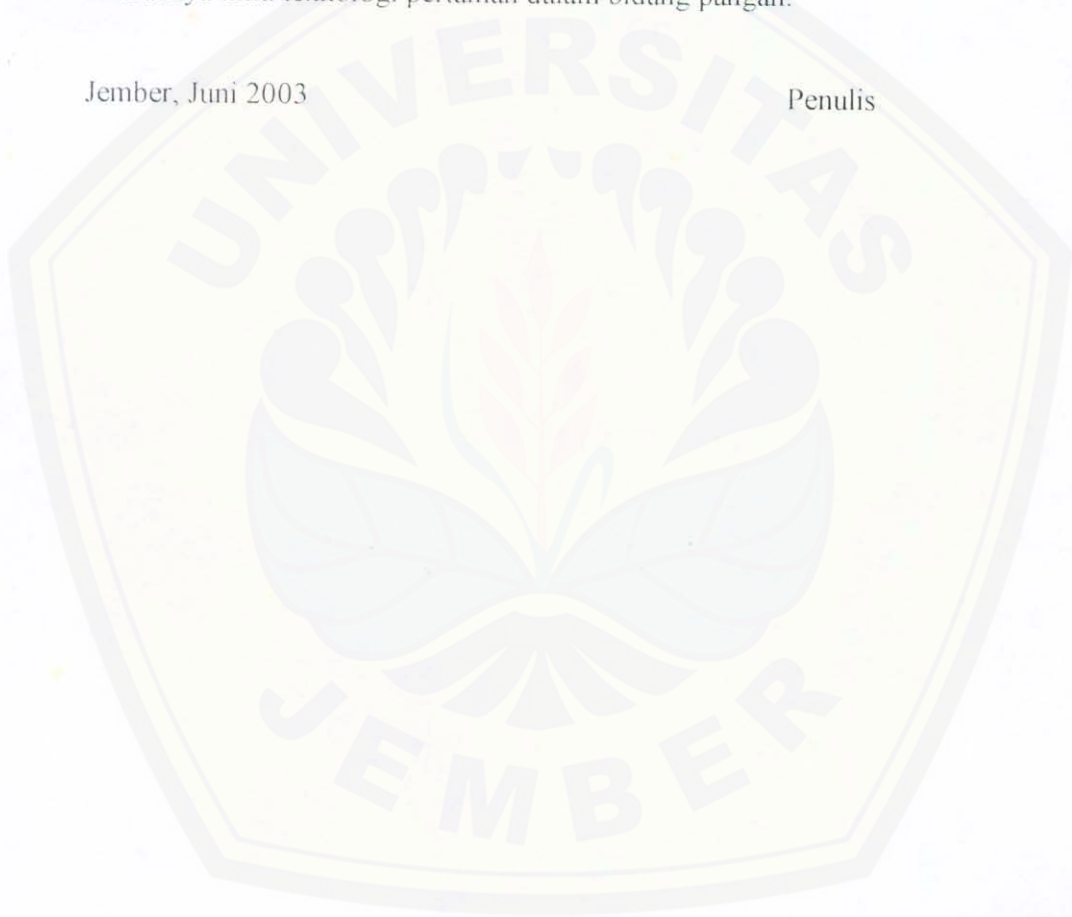 teknologi pertanian dalam bidang pangan.
Jember, Juni 2003 Penulis
UNIVERSITAS
JEMBER